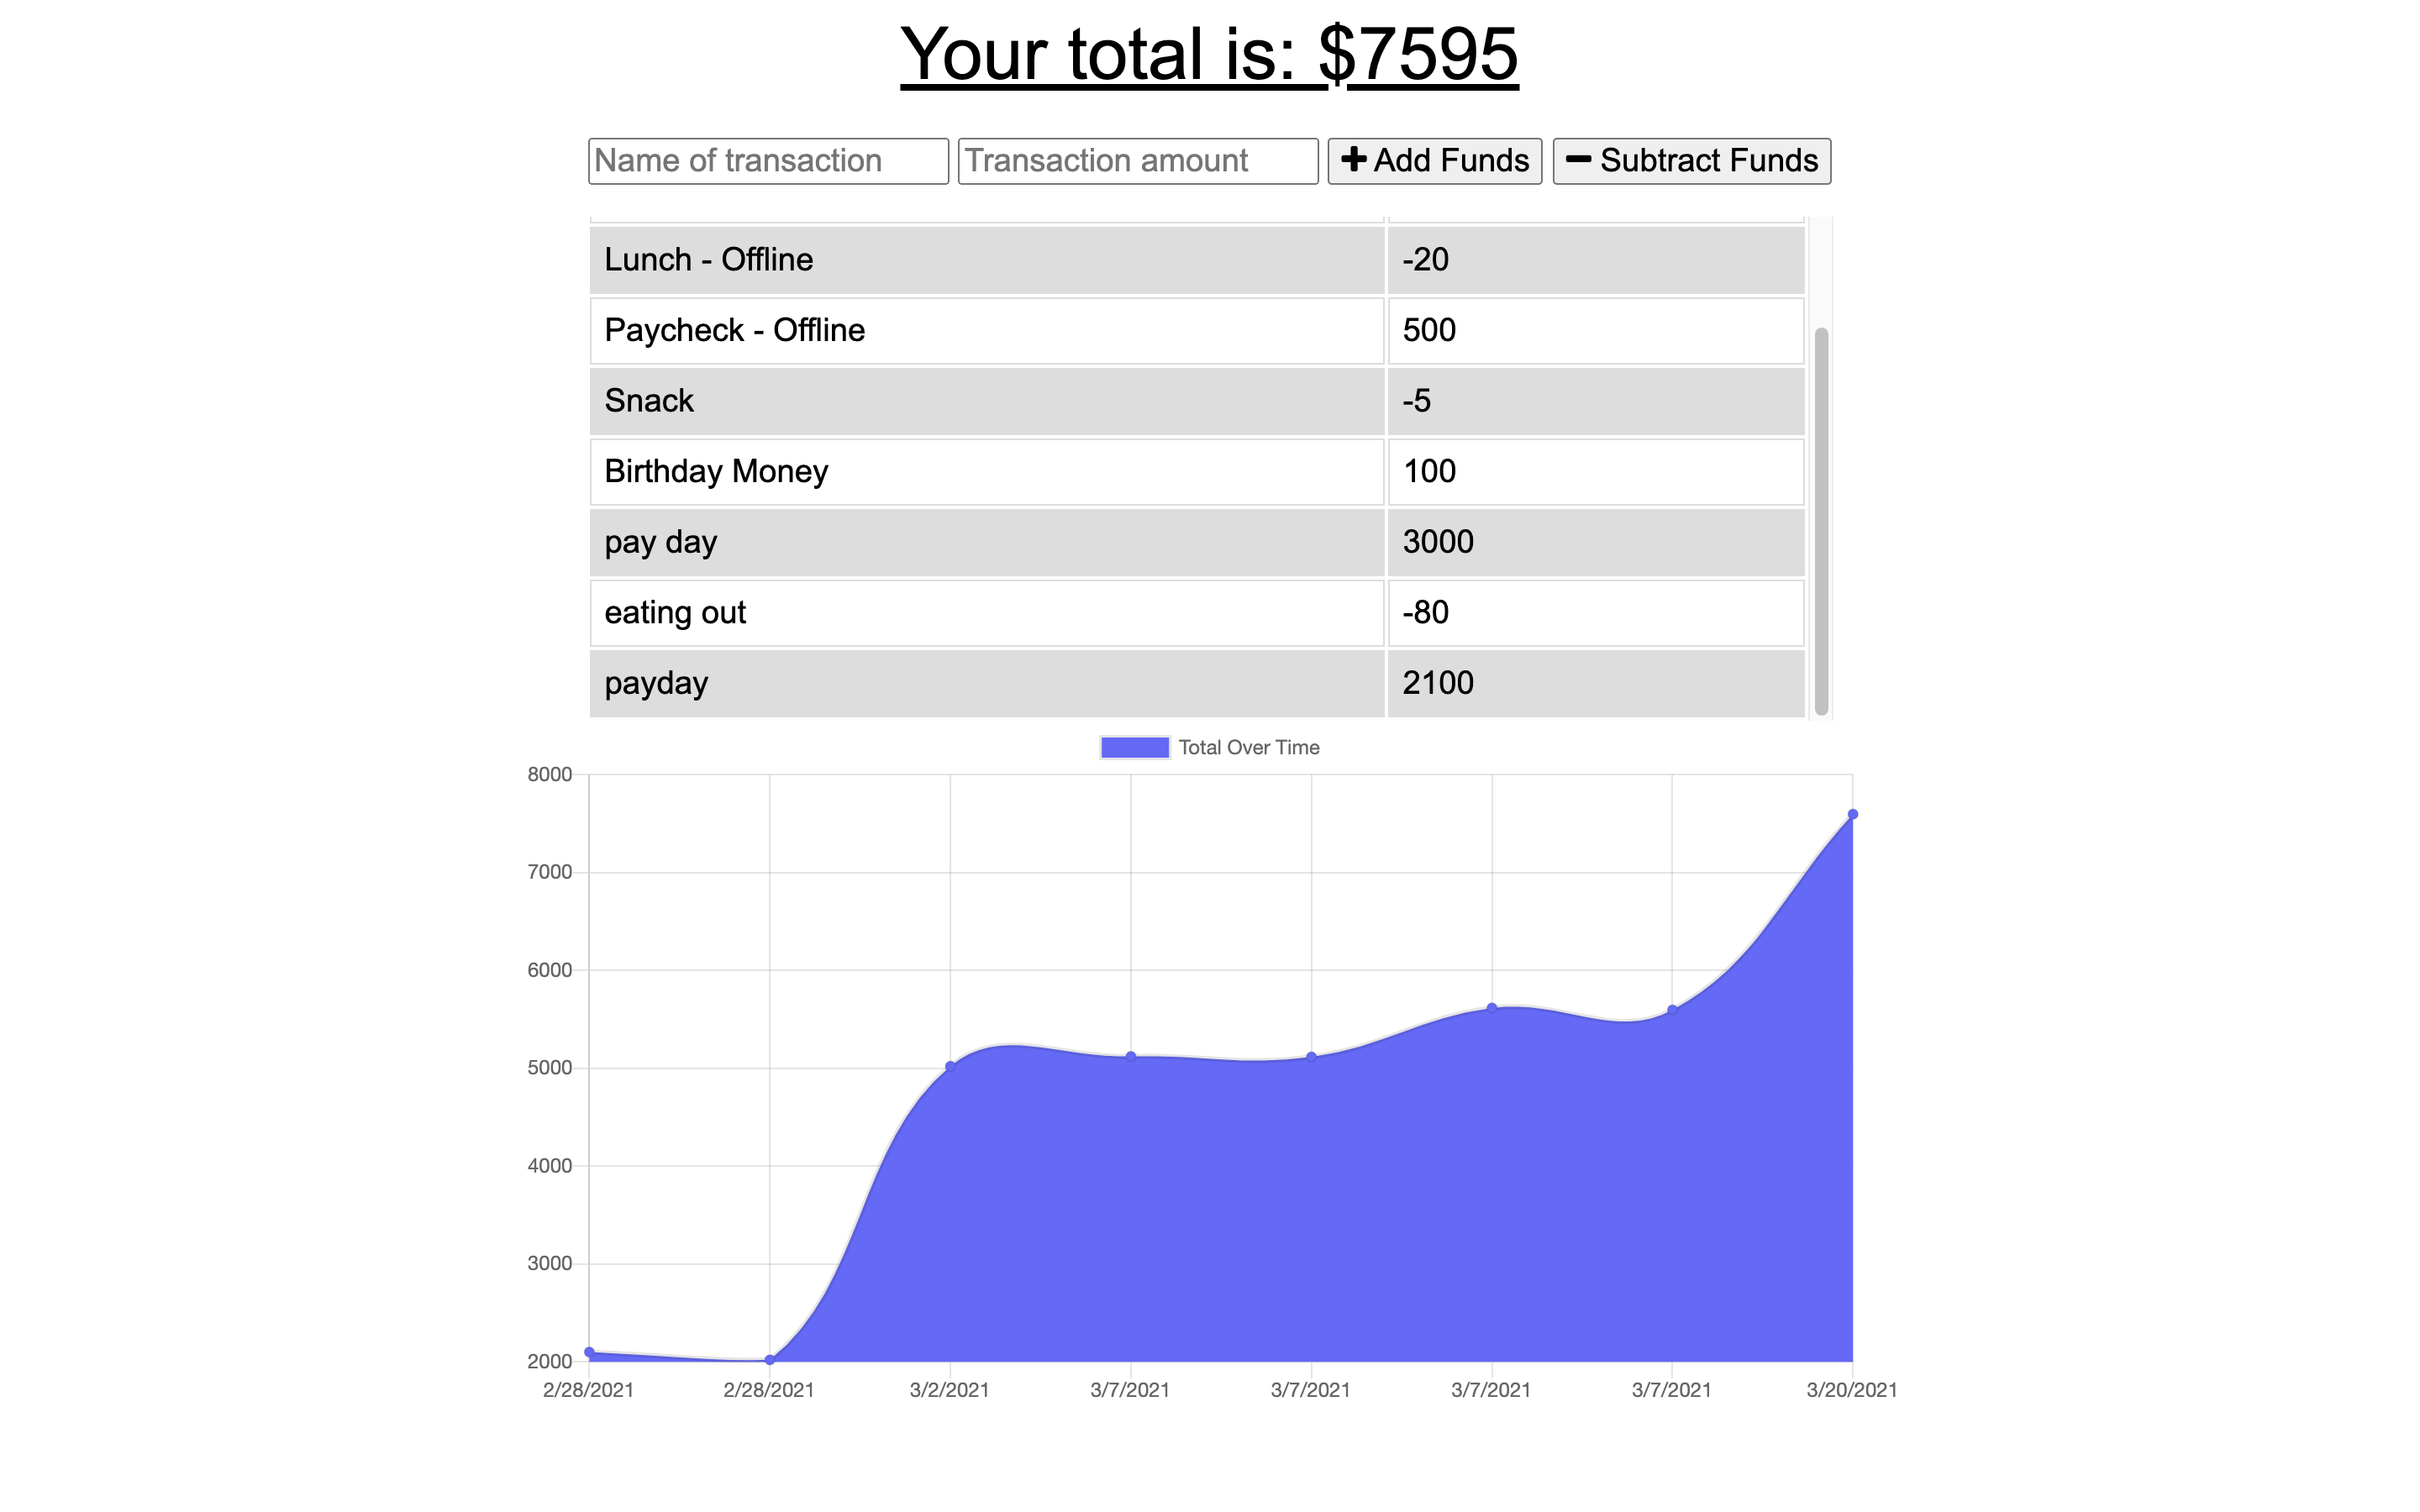 Your total is: $7595
Name of transaction Transaction amount Add Funds Subtract Funds
Lunch - Offline -20
Paycheck - Offline 500
Snack -5
Birthday Money 100
pay day 3000
eating out -80
payday 2100
Total Over Time
8000
7000
6000
5000
4000
3000
2000
2/28/2021 2/28/2021 3/2/2021 3/7/2021 3/7/2021 3/7/2021 3/7/2021 3/20/2021